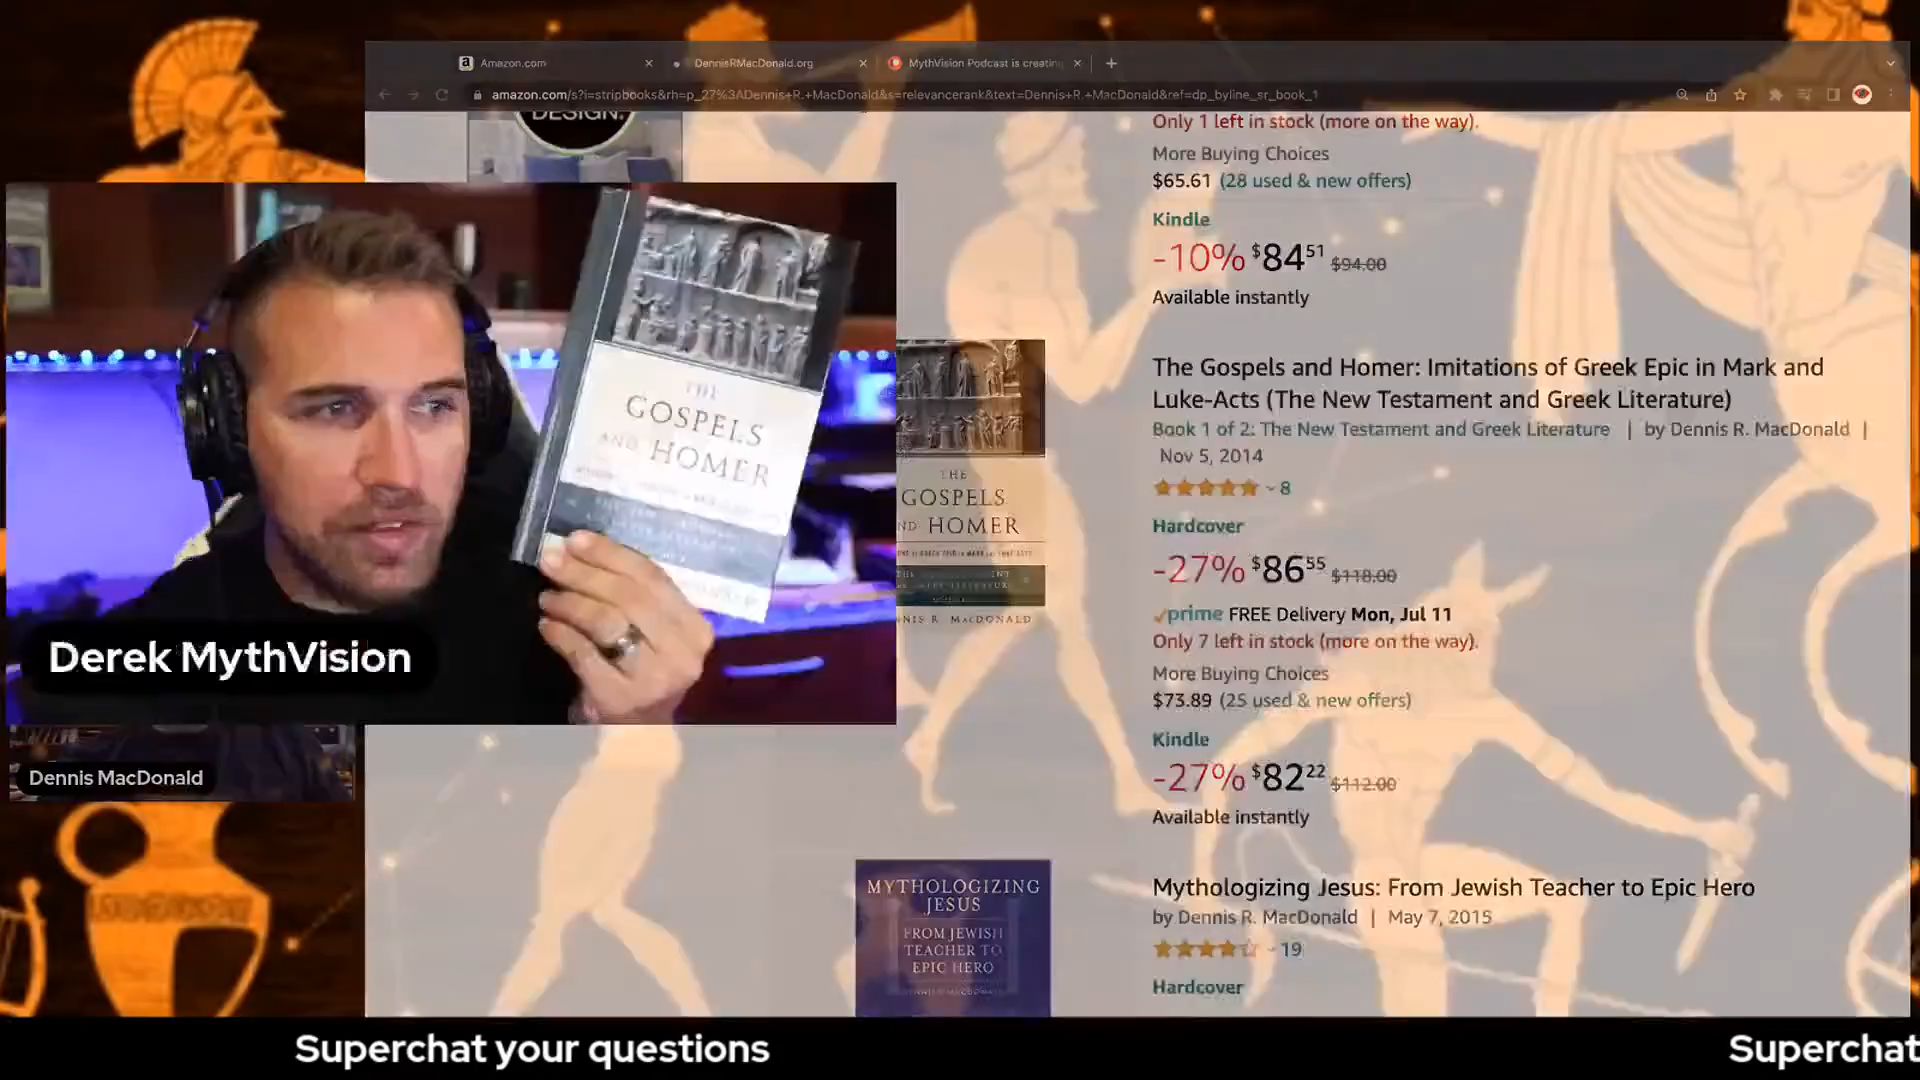 Amazon.com
DennisRMacDonald.org
MythVision Podcast is creating
amazon.com/s?i=stripbooks&rh=p_27%3ADennis+R.+MacDonald&s=relevancerank&text=Dennis+R.+MacDonald&ref=dp_byline_sr_book_1
DESIGN.
Only 1 left in stock (more on the way).
More Buying Choices
$65.61 (28 used & new offers)
Kindle
-10% $84 51 $94.00
Available instantly
The Gospels and Homer: Imitations of Greek Epic in Mark and
Luke-Acts (The New Testament and Greek Literature)
Book 1 of 2: The New Testament and Greek Literature | by Dennis R. MacDonald |
Nov 5, 2014
8
Hardcover
-27% $86 55 $118.00
prime FREE Delivery Mon, Jul 11
Only 7 left in stock (more on the way).
More Buying Choices
$73.89 (25 used & new offers)
Kindle
-27% $82 22 $112.00
Available instantly
THE
GOSPELS
AND HOMER
THE
GOSPELS
ND HOMER
NNIS R. MACDONALD
Derek MythVision
Dennis MacDonald
MYTHOLOGIZING
JESUS
FROM JEWISH
TEACHER TO
EPIC HERO
Mythologizing Jesus: From Jewish Teacher to Epic Hero
by Dennis R. MacDonald | May 7, 2015
19
Hardcover
Superchat your questions
Superchat